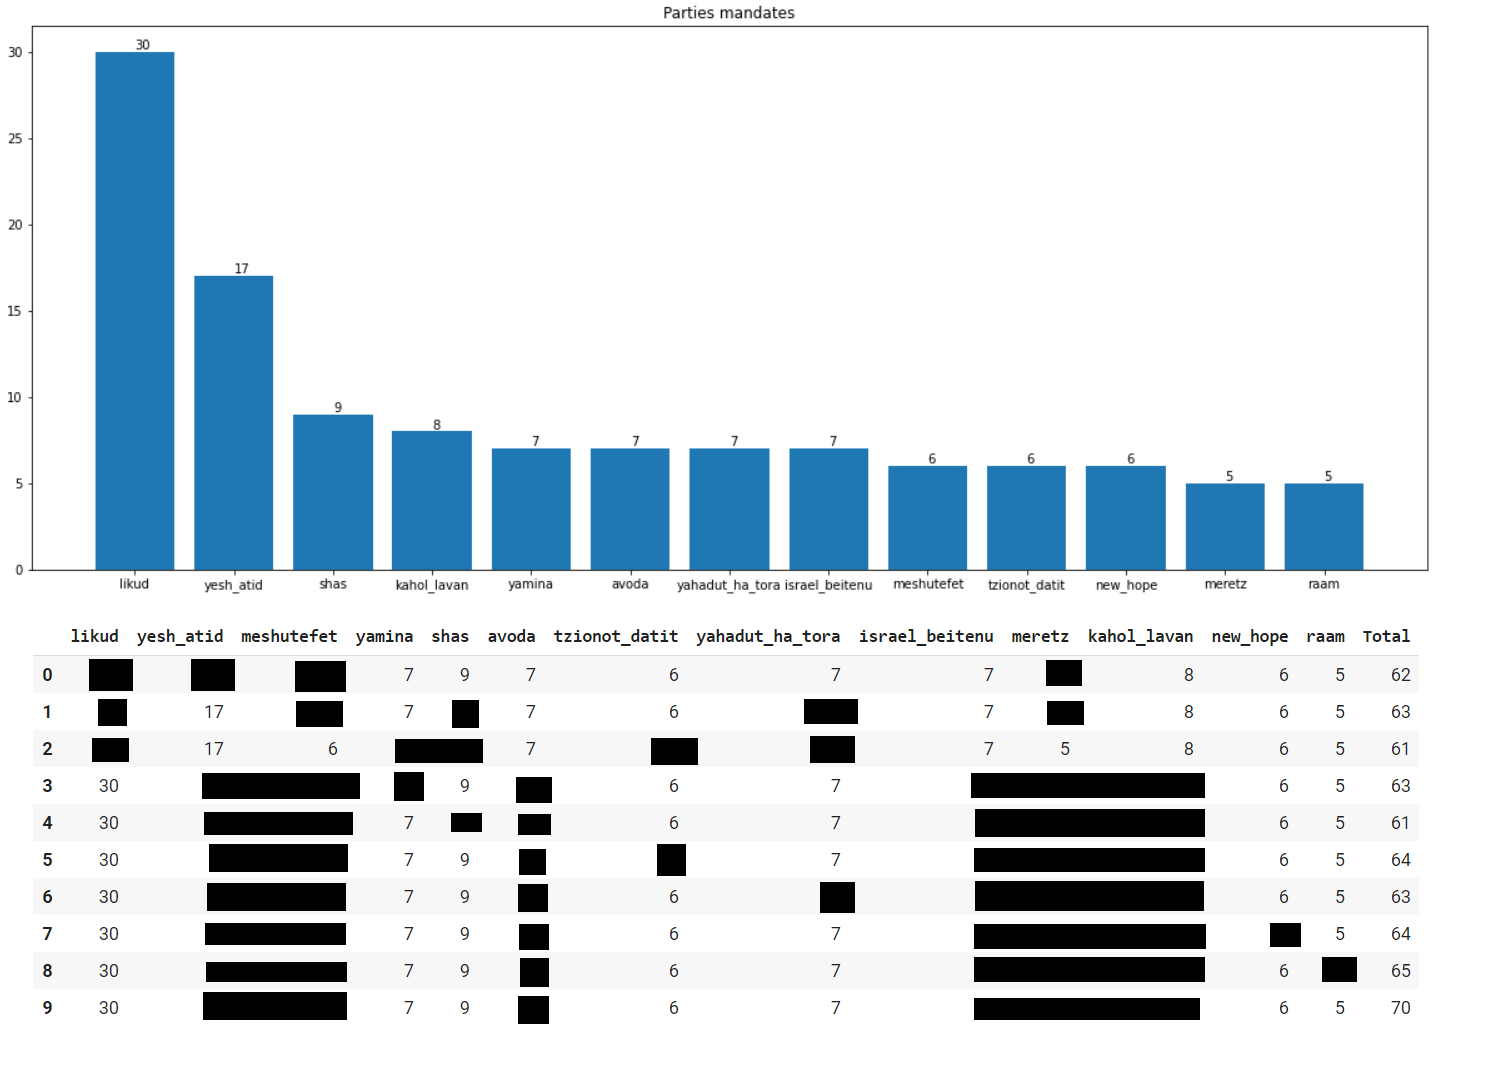 Parties mandates
30
17
9
8
7 7 7 7
6 6 6
5 5
30
25
20
15
10
5
0
likud yesh_atid shas kahol_lavan yamina avoda yahadut_ha_tora israel_beitenu meshutefet tzionot_datit new_hope meretz raam
likud yesh_atid meshutefet yamina shas avoda tzionot_datit yahadut_ha_tora israel_beitenu meretz kahol_lavan new_hope raam Total
0 7 9 7 6 7 7 8 6 5 62
1 17 7 7 6 7 8 6 5 63
2 17 6 7 7 5 8 6 5 61
3 30 9 6 7 6 5 63
4 30 7 6 7 6 5 61
5 30 7 9 7 6 5 64
6 30 7 9 6 6 5 63
7 30 7 9 6 7 5 64
8 30 7 9 6 7 6 65
9 30 7 9 6 7 6 5 70